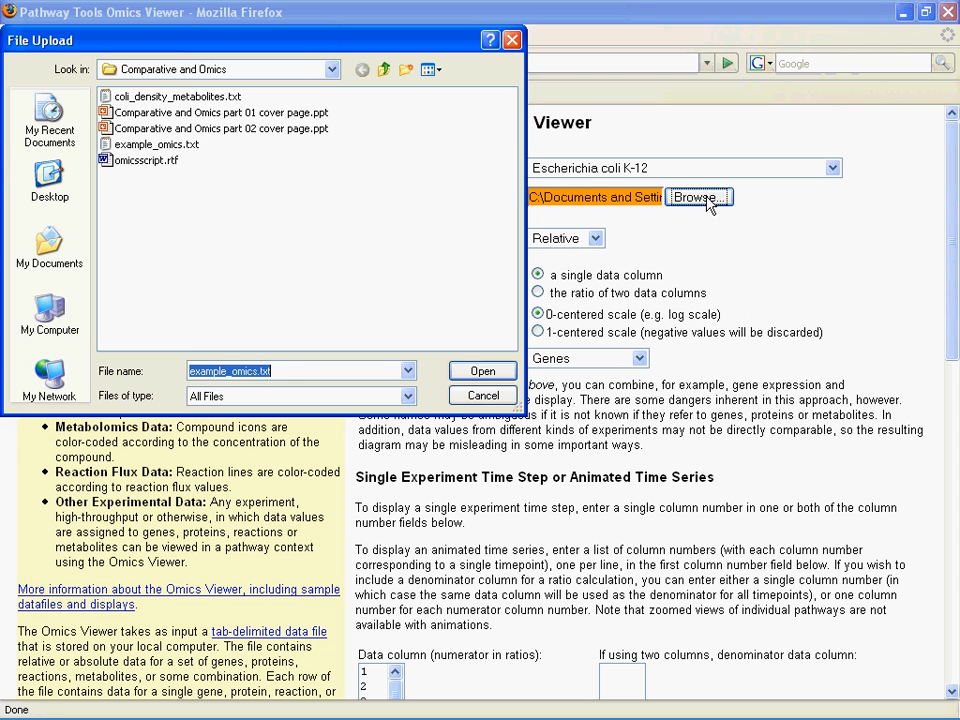 Pathway Tools Omics Viewer - Mozilla Firefox
File Upload
Look in: Comparative and Omics
My Recent
Documents
Desktop
My Documents
My Computer
My Network
coli_density_metabolites.txt
Comparative and Omics part 01 cover page.ppt
Comparative and Omics part 02 cover page.ppt
example_omics.txt
omicsscript.rtf
File name: example_omics.txt Open
Files of type: All Files Cancel
G Google
Viewer
Escherichia coli K-12
C:\Documents and Settin Browse...
Relative
a single data column
the ratio of two data columns
0-centered scale (e.g. log scale)
1-centered scale (negative values will be discarded)
Genes
above, you can combine, for example, gene expression and
e display. There are some dangers inherent in this approach, however.
Some names may be ambiguous if it is not known if they refer to genes, proteins or metabolites. In
addition, data values from different kinds of experiments may not be directly comparable, so the resulting
diagram may be misleading in some important ways.
Metabolomics Data: Compound icons are
color-coded according to the concentration of the
compound.
Reaction Flux Data: Reaction lines are color-coded
according to reaction flux values.
Other Experimental Data: Any experiment,
high-throughput or otherwise, in which data values
are assigned to genes, proteins, reactions or
metabolites can be viewed in a pathway context
using the Omics Viewer.
More information about the Omics Viewer, including sample
datafiles and displays.
The Omics Viewer takes as input a tab-delimited data file
that is stored on your local computer. The file contains
relative or absolute data for a set of genes, proteins,
reactions, metabolites, or some combination. Each row of
the file contains data for a single gene, protein, reaction, or
Single Experiment Time Step or Animated Time Series
To display a single experiment time step, enter a single column number in one or both of the column
number fields below.
To display an animated time series, enter a list of column numbers (with each column number
corresponding to a single timepoint), one per line, in the first column number field below. If you wish to
include a denominator column for a ratio calculation, you can enter either a single column number (in
which case the same data column will be used as the denominator for all timepoints), or one column
number for each numerator column number. Note that zoomed views of individual pathways are not
available with animations.
Data column (numerator in ratios): If using two columns, denominator data column:
1
2
Done